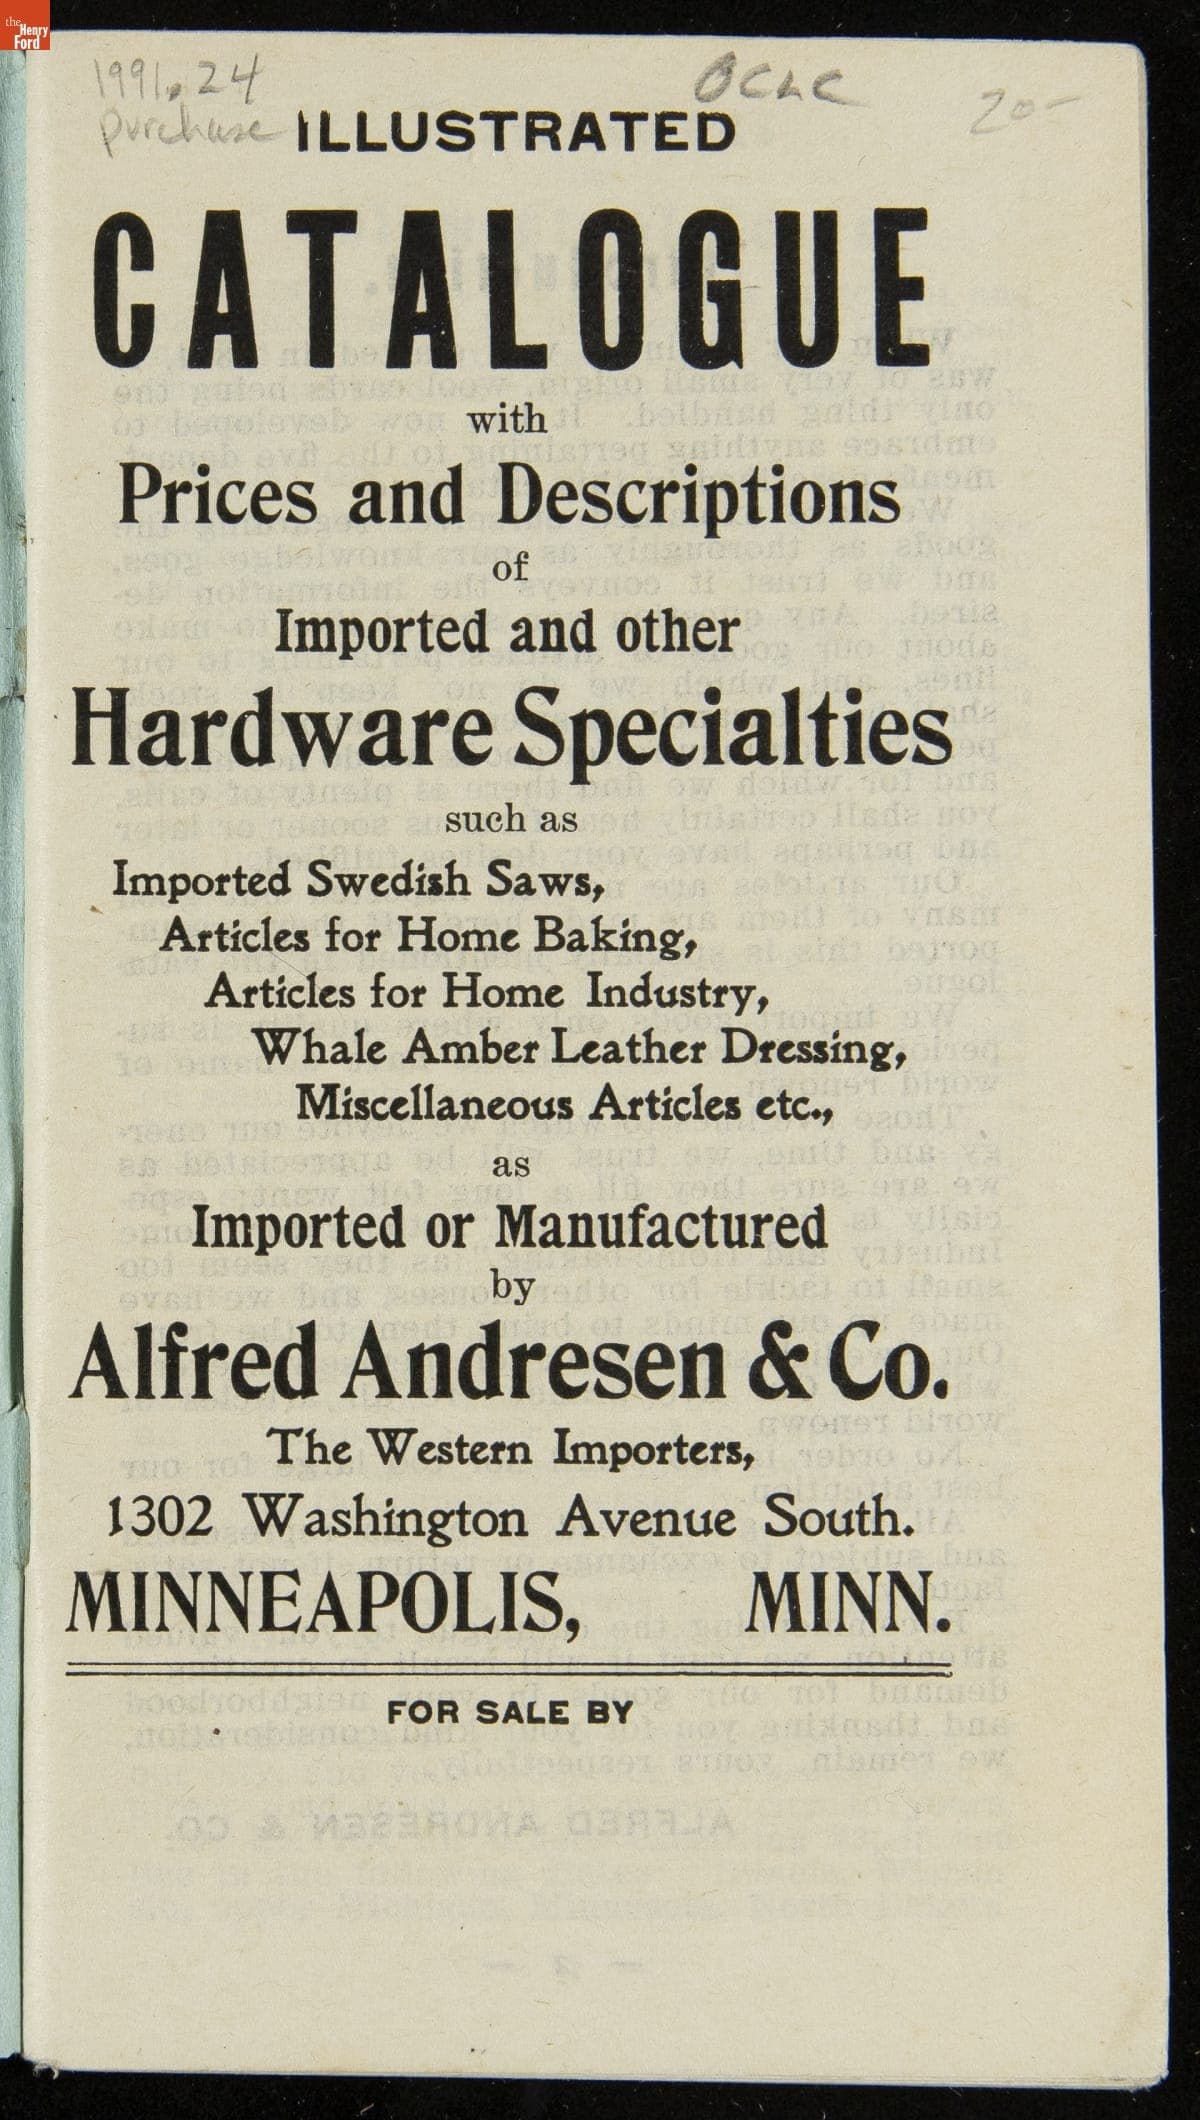 the
Henry
Ford
1991.24
OCLC
20-
purchase
ILLUSTRATED
CATALOGUE
with
Prices and Descriptions
of
Imported and other
Hardware Specialties
such as
Imported Swedish Saws,
Articles for Home Baking,
Articles for Home Industry,
Whale Amber Leather Dressing,
Miscellaneous Articles etc.,
as
Imported or Manufactured
by
Alfred Andresen & Co.
The Western Importers,
1302 Washington Avenue South.
MINNEAPOLIS, MINN.
FOR SALE BY